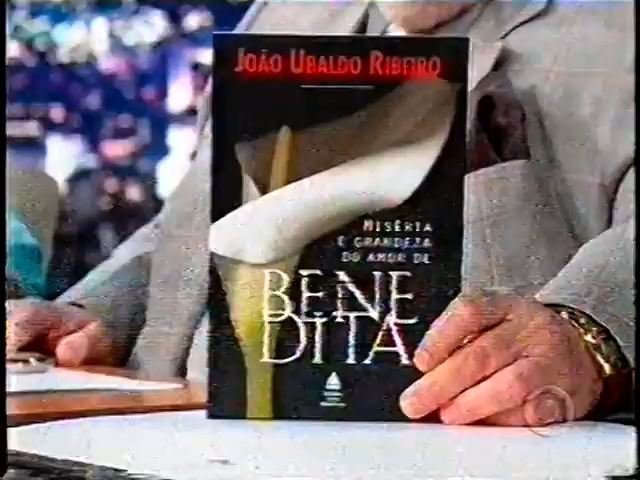 JOÃO UBALDO RIBEIRO
MISÉRIA
E GRANDEZA
DO AMOR DE
BENE
DITA